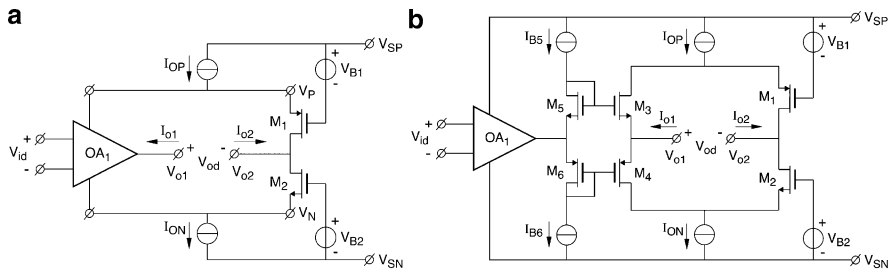 a
V_SP
I_OP
+
V_B1
-
V_P
M_1
+
V_id
-
OA_1
I_o1
+
V_o1
V_od
-
I_o2
V_o2
M_2
V_N
I_ON
+
V_B2
-
V_SN
b
V_SP
I_B5
I_OP
+
V_B1
-
M_5
M_3
M_1
+
V_id
-
OA_1
I_o1
+
V_o1
V_od
-
I_o2
V_o2
M_6
M_4
M_2
I_B6
I_ON
+
V_B2
-
V_SN